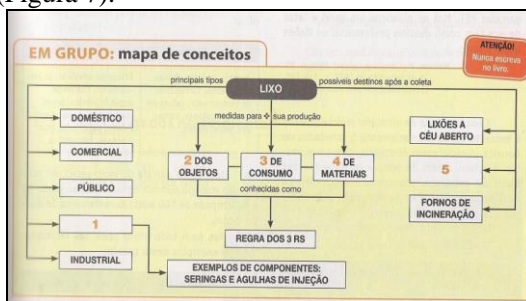 (Figura 7).
EM GRUPO: mapa de conceitos
ATENÇÃO!
Nunca escreva
no livro.
principais tipos
LIXO
possíveis destinos após a coleta
DOMÉSTICO
COMERCIAL
PÚBLICO
1
INDUSTRIAL
medidas para ❖ sua produção
2 DOS
OBJETOS
3 DE
CONSUMO
4 DE
MATERIAIS
conhecidas como
REGRA DOS 3 RS
EXEMPLOS DE COMPONENTES:
SERINGAS E AGULHAS DE INJEÇÃO
LIXÕES A
CÉU ABERTO
5
FORNOS DE
INCINERAÇÃO